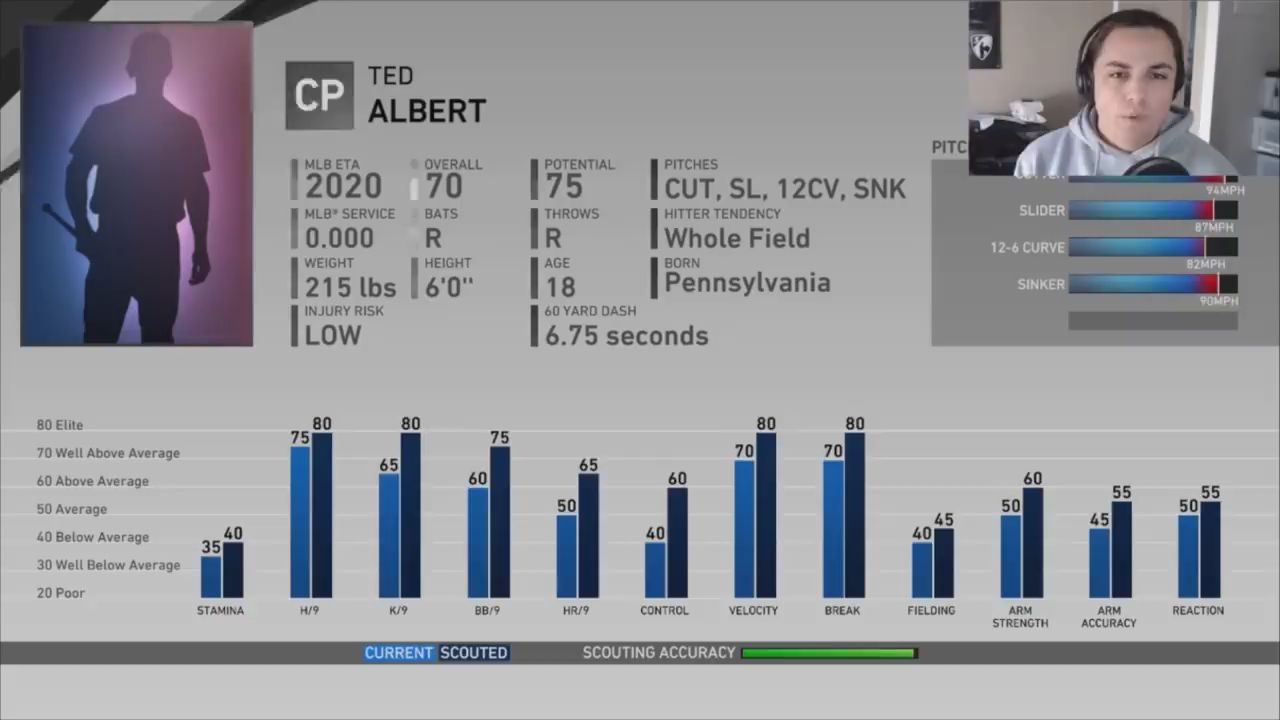 CP
TED
ALBERT
MLB ETA
2020
OVERALL
70
POTENTIAL
75
PITCHES
CUT, SL, 12CV, SNK
MLB® SERVICE
0.000
BATS
R
THROWS
R
HITTER TENDENCY
Whole Field
WEIGHT
215 lbs
HEIGHT
6'0"
AGE
18
BORN
Pennsylvania
INJURY RISK
LOW
60 YARD DASH
6.75 seconds
94MPH
SLIDER
87MPH
12-6 CURVE
82MPH
SINKER
90MPH
80 Elite
70 Well Above Average
60 Above Average
50 Average
40 Below Average
30 Well Below Average
20 Poor
35 40
75 80
65 80
60 75
50 65
40 60
70 80
70 80
40 45
50 60
45 55
50 55
STAMINA
H/9
K/9
BB/9
HR/9
CONTROL
VELOCITY
BREAK
FIELDING
ARM
STRENGTH
ARM
ACCURACY
REACTION
CURRENT SCOUTED
SCOUTING ACCURACY